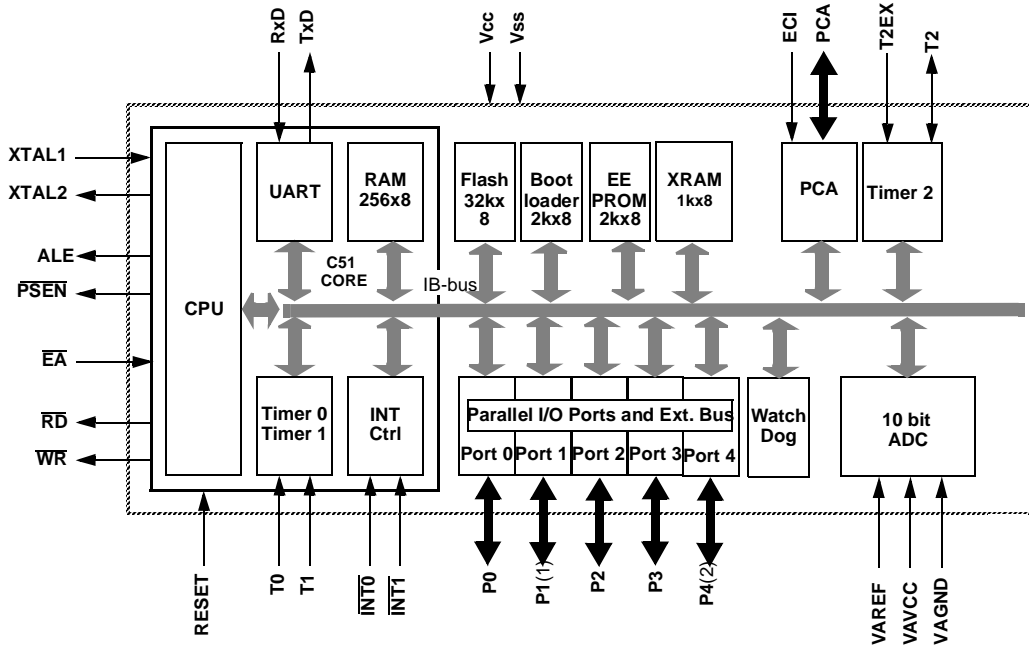 RxD
TxD
Vcc
Vss
ECI
PCA
T2EX
T2
XTAL1
XTAL2
ALE
PSEN
EA
RD
WR
CPU
UART
RAM
256x8
C51
CORE
IB-bus
Flash
32kx
8
Boot
loader
2kx8
EE
PROM
2kx8
XRAM
1kx8
PCA
Timer 2
Timer 0
Timer 1
INT
Ctrl
Parallel I/O Ports and Ext. Bus
Port 0
Port 1
Port 2
Port 3
Port 4
Watch
Dog
10 bit
ADC
RESET
T0
T1
INT0
INT1
P0
P1(1)
P2
P3
P4(2)
VAREF
VAVCC
VAGND